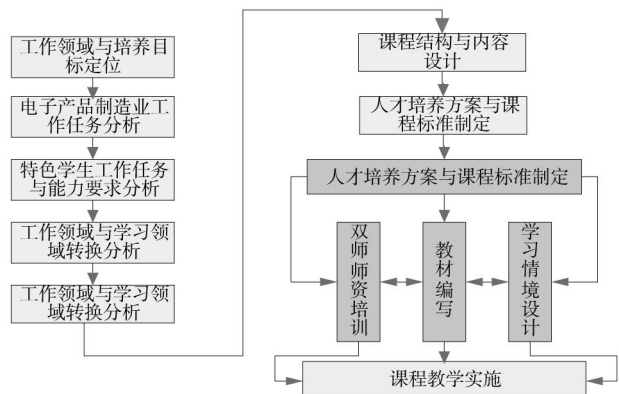 工作领域与培养目
标定位
电子产品制造业工
作任务分析
特色学生工作任务
与能力要求分析
工作领域与学习领
域转换分析
工作领域与学习领
域转换分析
课程结构与内容
设计
人才培养方案与课
程标准制定
人才培养方案与课程标准制定
双师师资培训
教材编写
学习情境设计
课程教学实施